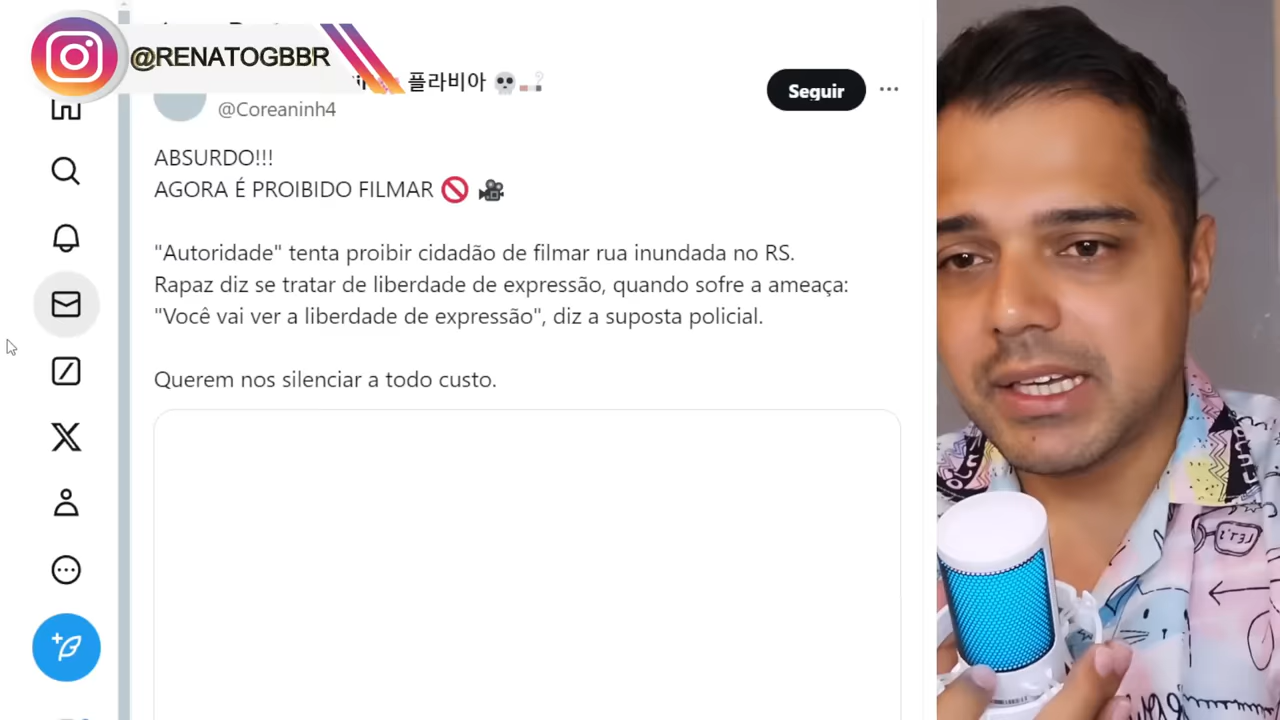 @RENATOGBBR
플라비아 💀🚬
@Coreaninh4
Seguir
ABSURDO!!!
AGORA É PROIBIDO FILMAR 🚫 🎥
"Autoridade" tenta proibir cidadão de filmar rua inundada no RS.
Rapaz diz se tratar de liberdade de expressão, quando sofre a ameaça:
"Você vai ver a liberdade de expressão", diz a suposta policial.
Querem nos silenciar a todo custo.